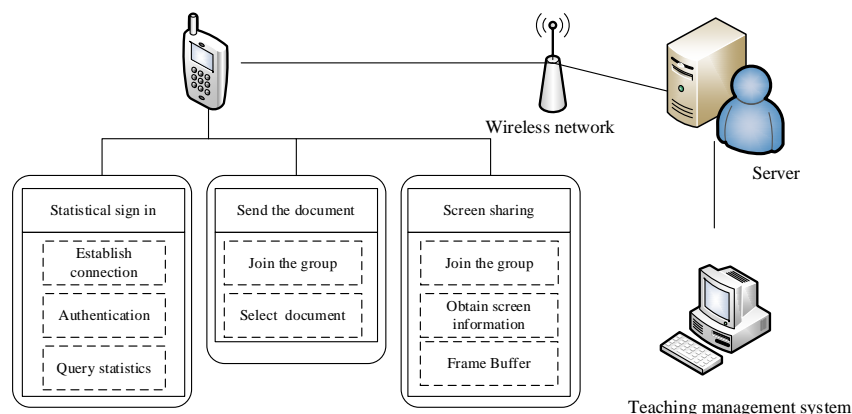 Wireless network
Server
Statistical sign in
Establish
connection
Authentication
Query statistics
Send the document
Join the group
Select document
Screen sharing
Join the group
Obtain screen
information
Frame Buffer
Teaching management system